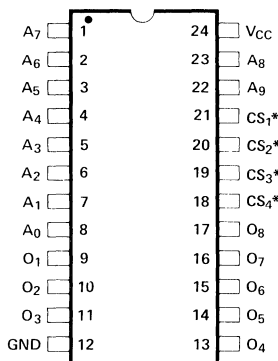 A7 1 24 VCC
A6 2 23 A8
A5 3 22 A9
A4 4 21 CS1*
A3 5 20 CS2*
A2 6 19 CS3*
A1 7 18 CS4*
A0 8 17 O8
O1 9 16 O7
O2 10 15 O6
O3 11 14 O5
GND 12 13 O4